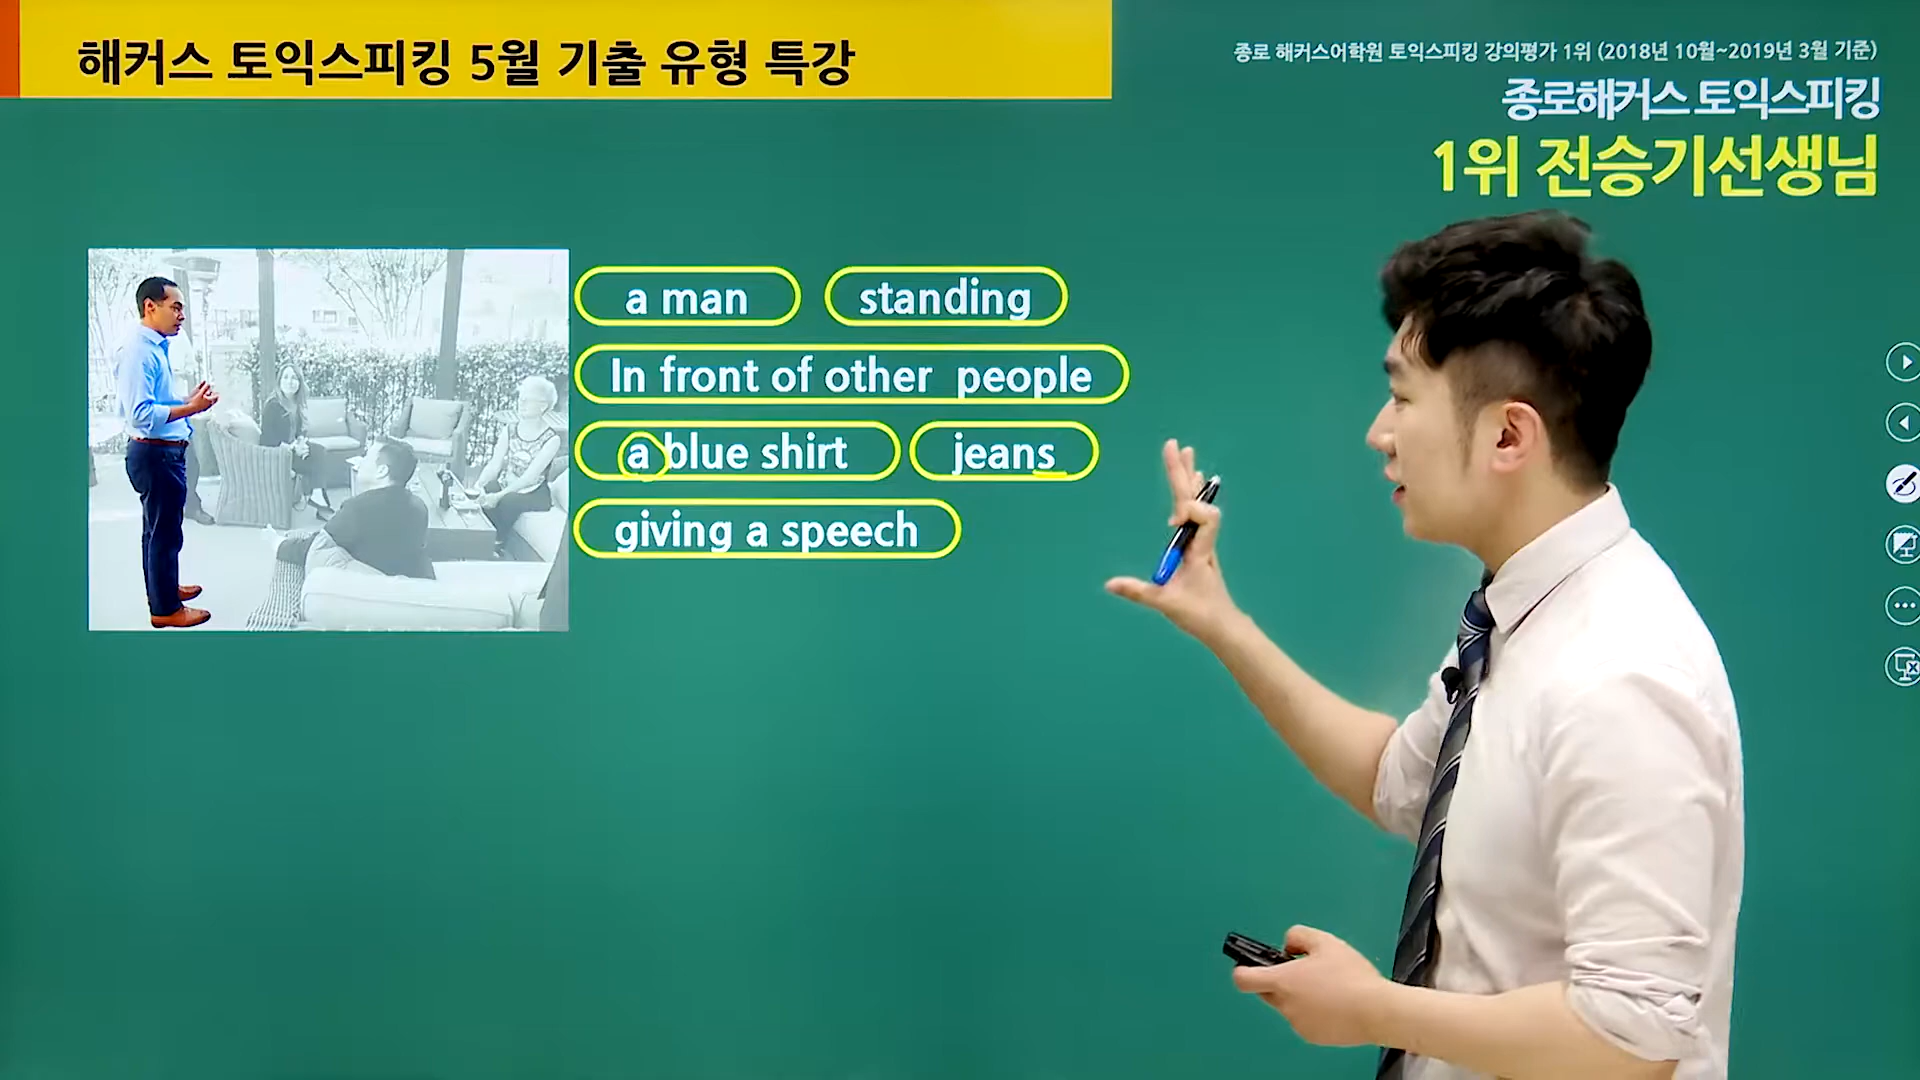 해커스 토익스피킹 5월 기출 유형 특강
종로 해커스어학원 토익스피킹 강의평가 1위 (2018년 10월~2019년 3월 기준)
종로해커스 토익스피킹
1위 전승기선생님
a man standing
In front of other people
a blue shirt jeans
giving a speech